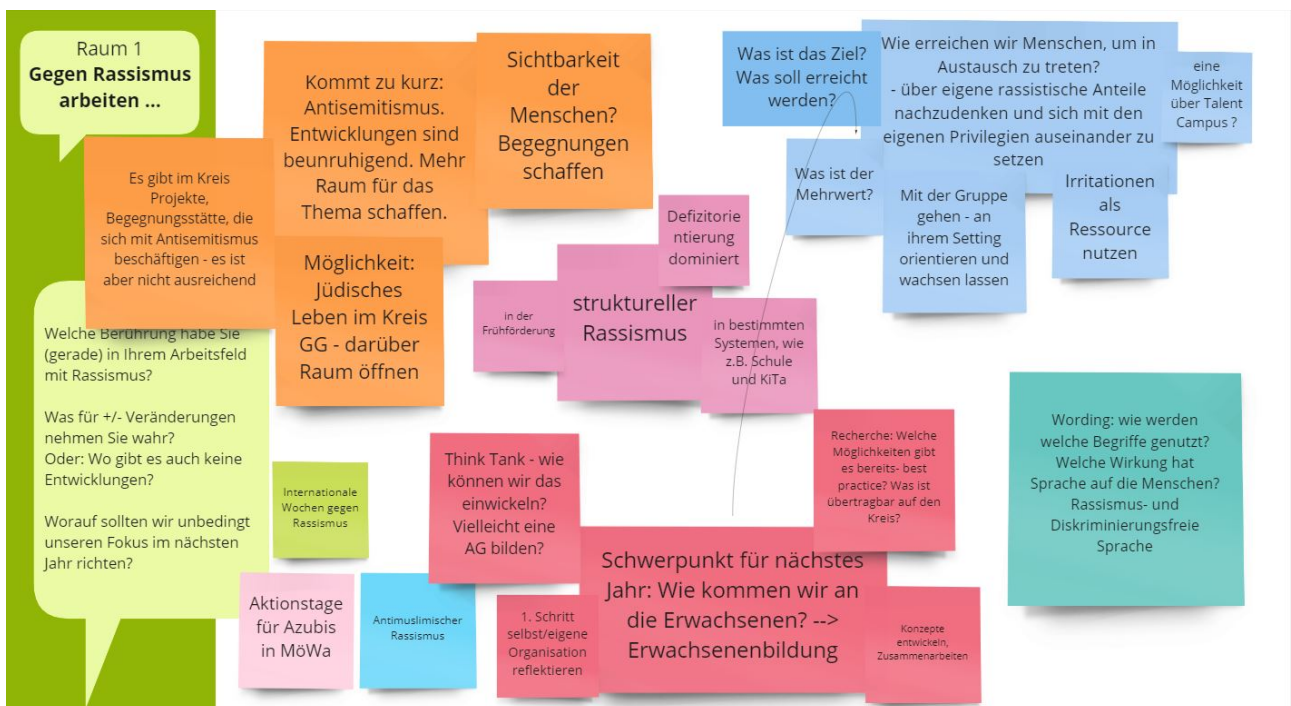 Raum 1
Gegen Rassismus
arbeiten ...
Es gibt im Kreis
Projekte,
Begegnungsstätte, die
sich mit Antisemitismus
beschäftigen - es ist
aber nicht ausreichend
Welche Berührung habe Sie
(gerade) in Ihrem Arbeitsfeld
mit Rassismus?
Was für +/- Veränderungen
nehmen Sie wahr?
Oder: Wo gibt es auch keine
Entwicklungen?
Worauf sollten wir unbedingt
unseren Fokus im nächsten
Jahr richten?
Kommt zu kurz:
Antisemitismus.
Entwicklungen sind
beunruhigend. Mehr
Raum für das
Thema schaffen.
Sichtbarkeit
der
Menschen?
Begegnungen
schaffen
Möglichkeit:
Jüdisches
Leben im Kreis
GG - darüber
Raum öffnen
Defizitorie
ntierung
dominiert
in der
Frühförderung
struktureller
Rassismus
in bestimmten
Systemen, wie
z.B. Schule
und KiTa
Was ist das Ziel?
Was soll erreicht
werden?
Wie erreichen wir Menschen, um in
Austausch zu treten?
- über eigene rassistische Anteile
nachzudenken und sich mit den
eigenen Privilegien auseinander zu
setzen
eine
Möglichkeit
über Talent
Campus ?
Was ist der
Mehrwert?
Mit der Gruppe
gehen - an
ihrem Setting
orientieren und
wachsen lassen
Irritationen
als
Ressource
nutzen
Internationale
Wochen gegen
Rassismus
Aktionstage
für Azubis
in MöWa
Antimuslimischer
Rassismus
Think Tank - wie
können wir das
einwickeln?
Vielleicht eine
AG bilden?
1. Schritt
selbst/eigene
Organisation
reflektieren
Schwerpunkt für nächstes
Jahr: Wie kommen wir an
die Erwachsenen? -->
Erwachsenenbildung
Recherche: Welche
Möglichkeiten gibt
es bereits- best
practice? Was ist
übertragbar auf den
Kreis?
Konzepte
entwickeln,
Zusammenarbeiten
Wording: wie werden
welche Begriffe genutzt?
Welche Wirkung hat
Sprache auf die Menschen?
Rassismus- und
Diskriminierungsfreie
Sprache